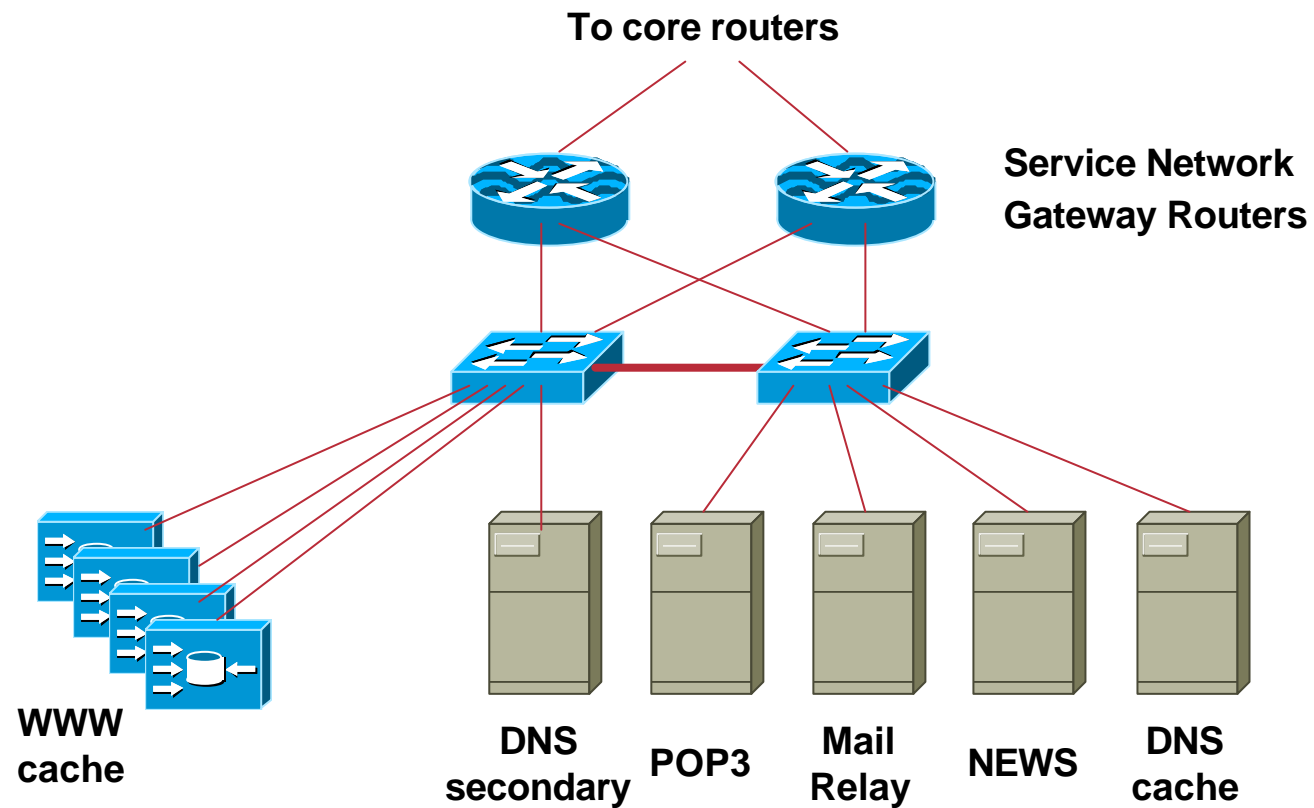 To core routers
Service Network
Gateway Routers
WWW
cache
DNS
secondary
POP3
Mail
Relay
NEWS
DNS
cache